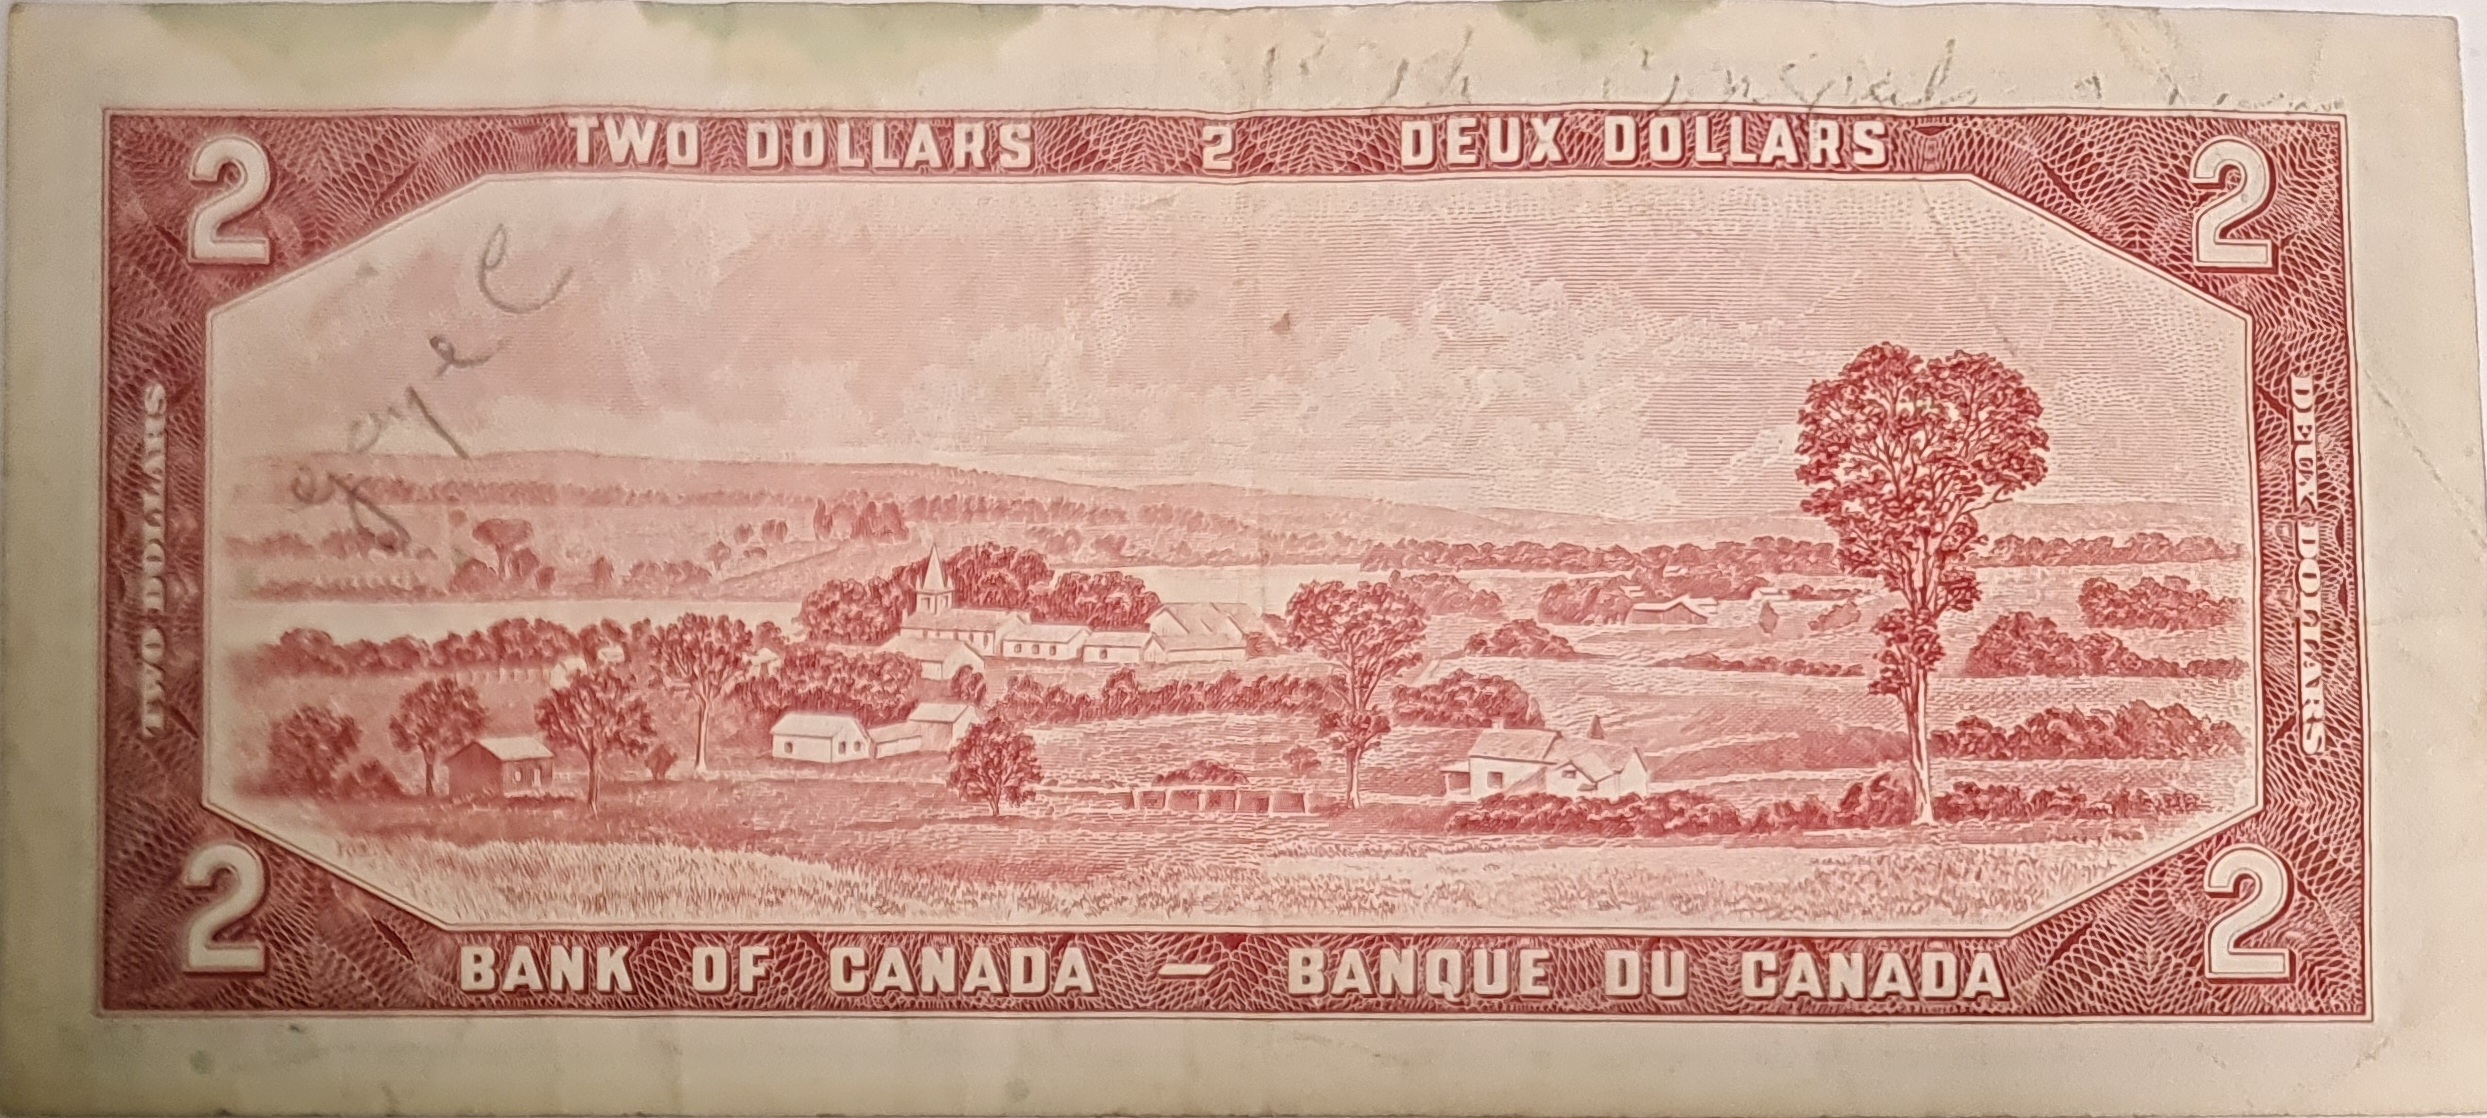 TWO DOLLARS 2 DEUX DOLLARS
2 2
TWO DOLLARS
DEUX DOLLARS
2 2
BANK OF CANADA — BANQUE DU CANADA